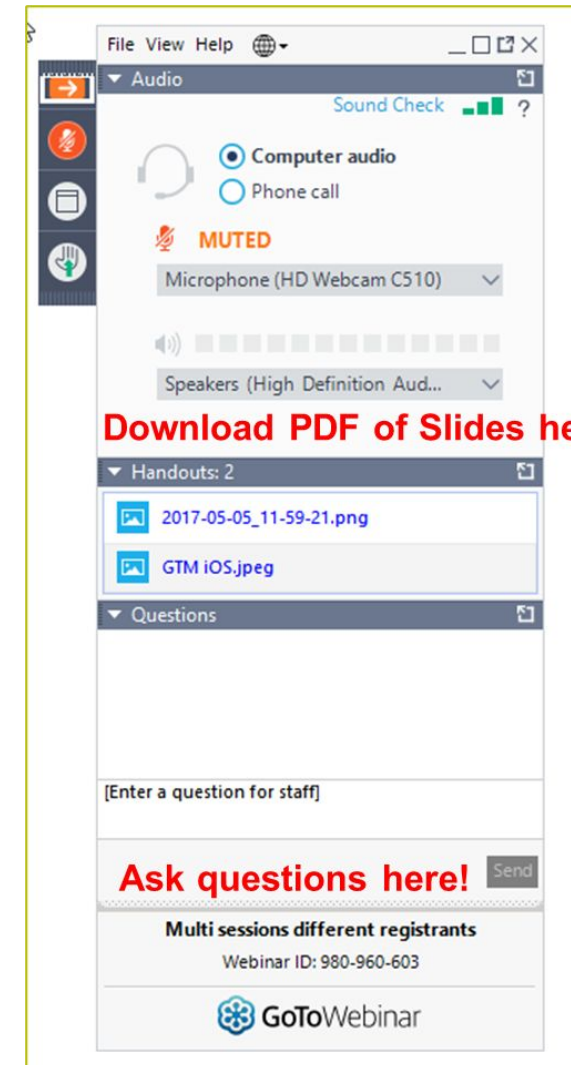 File View Help
Audio
Sound Check ?
Computer audio
Phone call
MUTED
Microphone (HD Webcam C510)
Speakers (High Definition Aud...
Download PDF of Slides he
Handouts: 2
2017-05-05_11-59-21.png
GTM iOS.jpeg
Questions
[Enter a question for staff]
Ask questions here! Send
Multi sessions different registrants
Webinar ID: 980-960-603
GoToWebinar